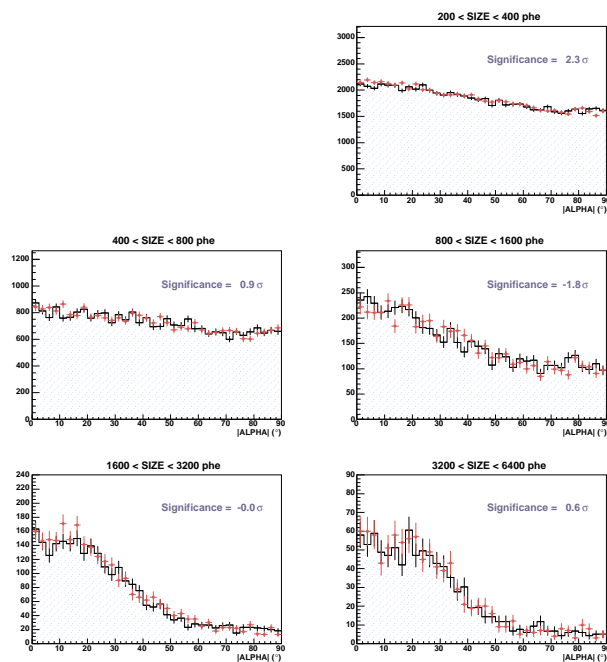 200 < SIZE < 400 phe
3000
2500
2000
1500
1000
500
0
Significance = 2.3 σ
0 10 20 30 40 50 60 70 80 90
|ALPHA| (°)
400 < SIZE < 800 phe
1200
1000
800
600
400
200
0
Significance = 0.9 σ
0 10 20 30 40 50 60 70 80 90
|ALPHA| (°)
800 < SIZE < 1600 phe
300
250
200
150
100
50
0
Significance = -1.8 σ
0 10 20 30 40 50 60 70 80 90
|ALPHA| (°)
1600 < SIZE < 3200 phe
240
220
200
180
160
140
120
100
80
60
40
20
0
Significance = -0.0 σ
0 10 20 30 40 50 60 70 80 90
|ALPHA| (°)
3200 < SIZE < 6400 phe
90
80
70
60
50
40
30
20
10
0
Significance = 0.6 σ
0 10 20 30 40 50 60 70 80 90
|ALPHA| (°)